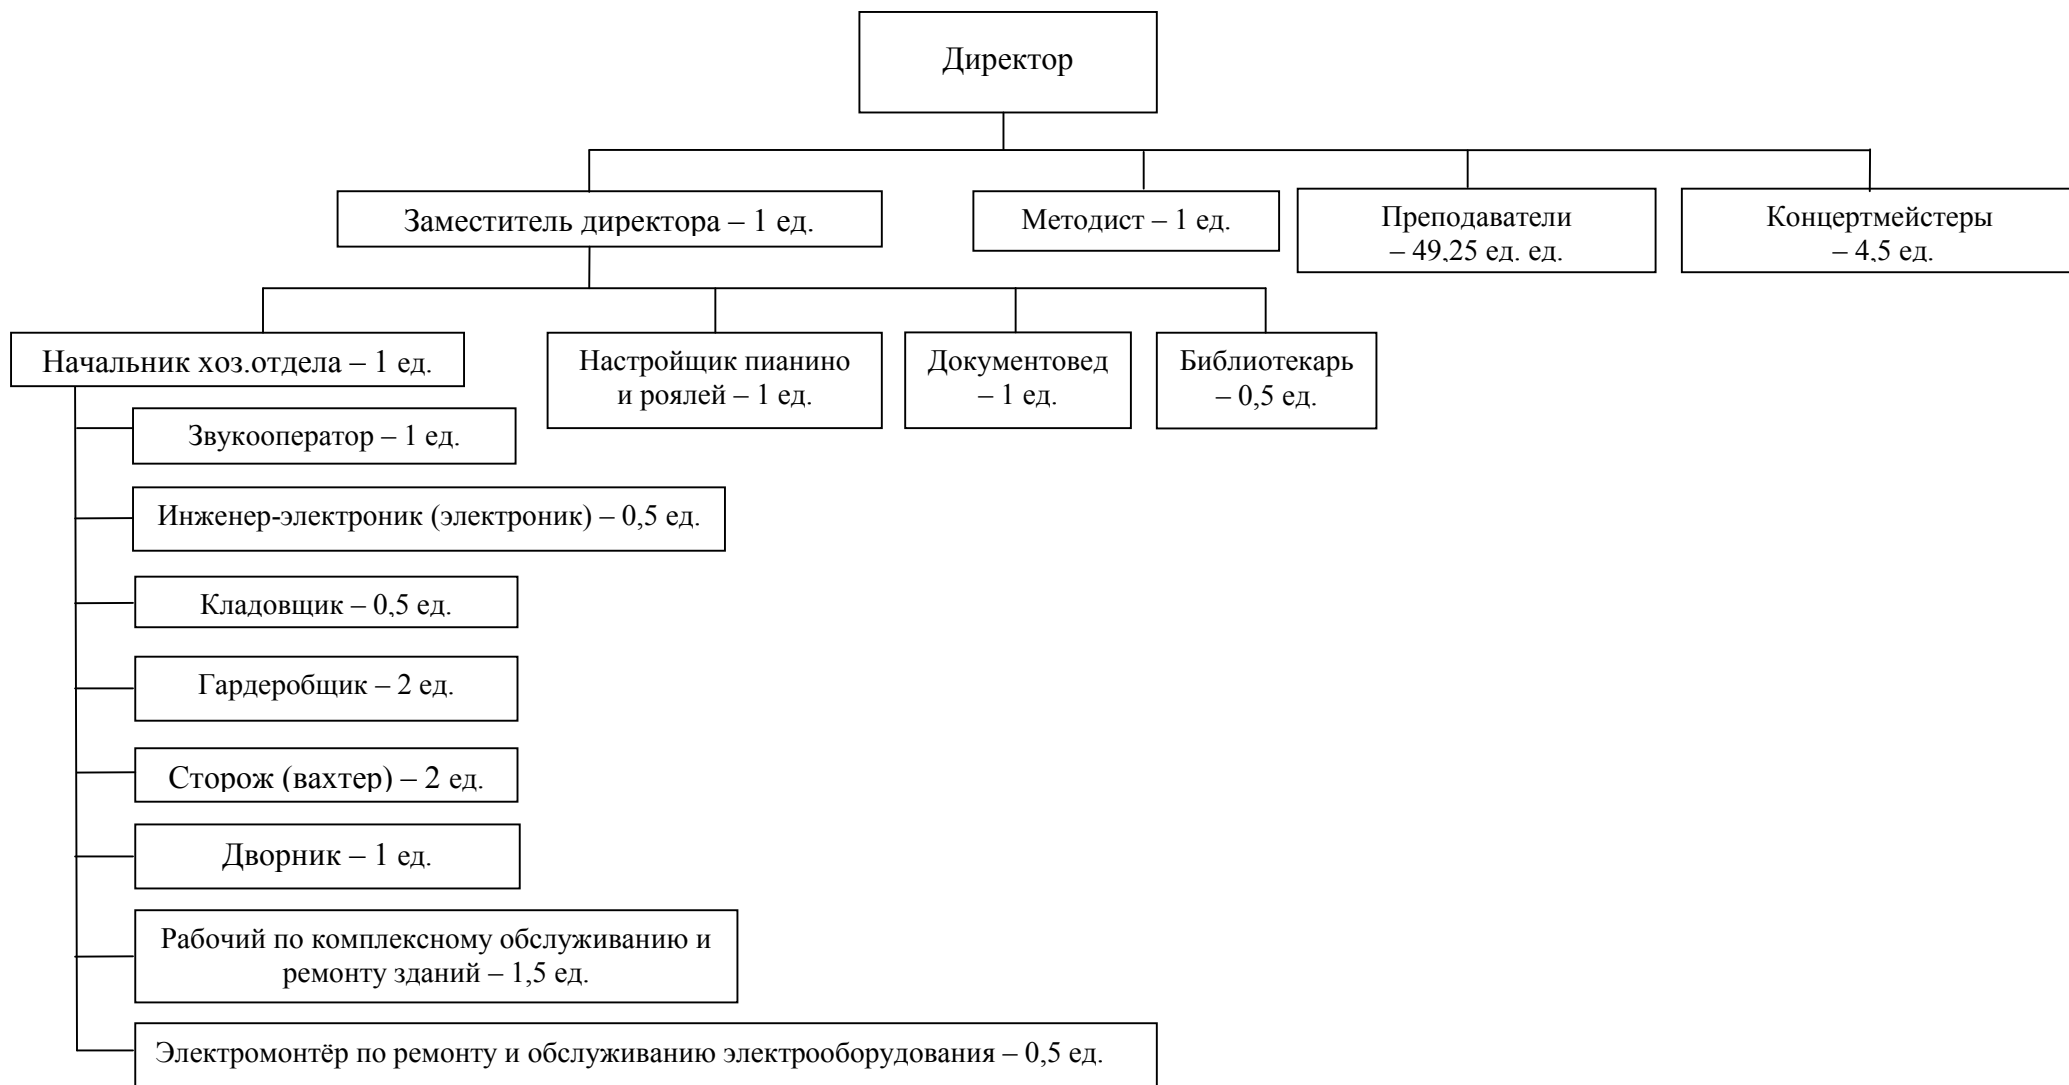 Директор
Заместитель директора – 1 ед.
Методист – 1 ед.
Преподаватели
– 49,25 ед. ед.
Концертмейстеры
– 4,5 ед.
Начальник хоз.отдела – 1 ед.
Настройщик пианино
и роялей – 1 ед.
Документовед
– 1 ед.
Библиотекарь
– 0,5 ед.
Звукооператор – 1 ед.
Инженер-электроник (электроник) – 0,5 ед.
Кладовщик – 0,5 ед.
Гардеробщик – 2 ед.
Сторож (вахтер) – 2 ед.
Дворник – 1 ед.
Рабочий по комплексному обслуживанию и
ремонту зданий – 1,5 ед.
Электромонтёр по ремонту и обслуживанию электрооборудования – 0,5 ед.